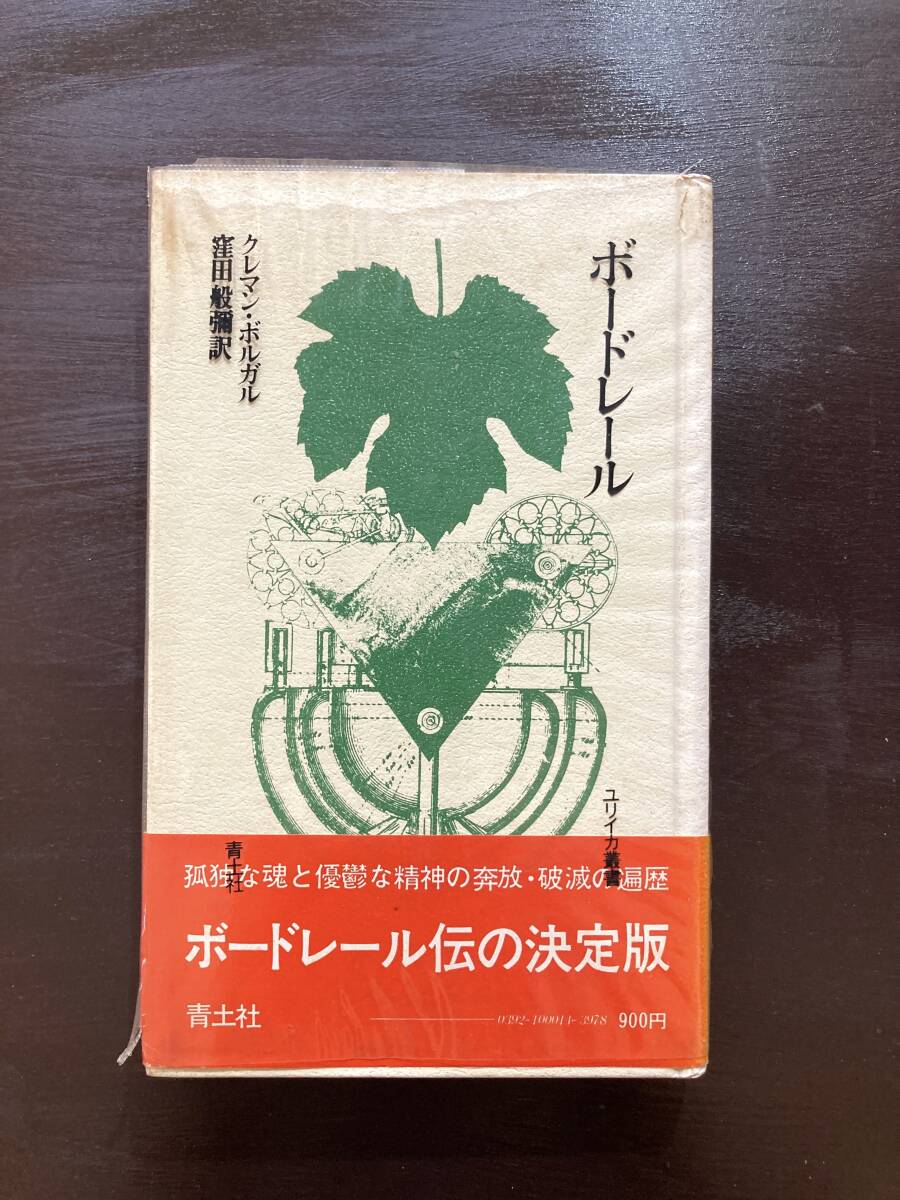 ボードレール
クレマン・ボルガル
窪田般彌訳
ユリイカ叢書
青土社
孤独な魂と優鬱な精神の奔放・破滅の遍歴
ボードレール伝の決定版
青土社
0392-100014-3978 900円